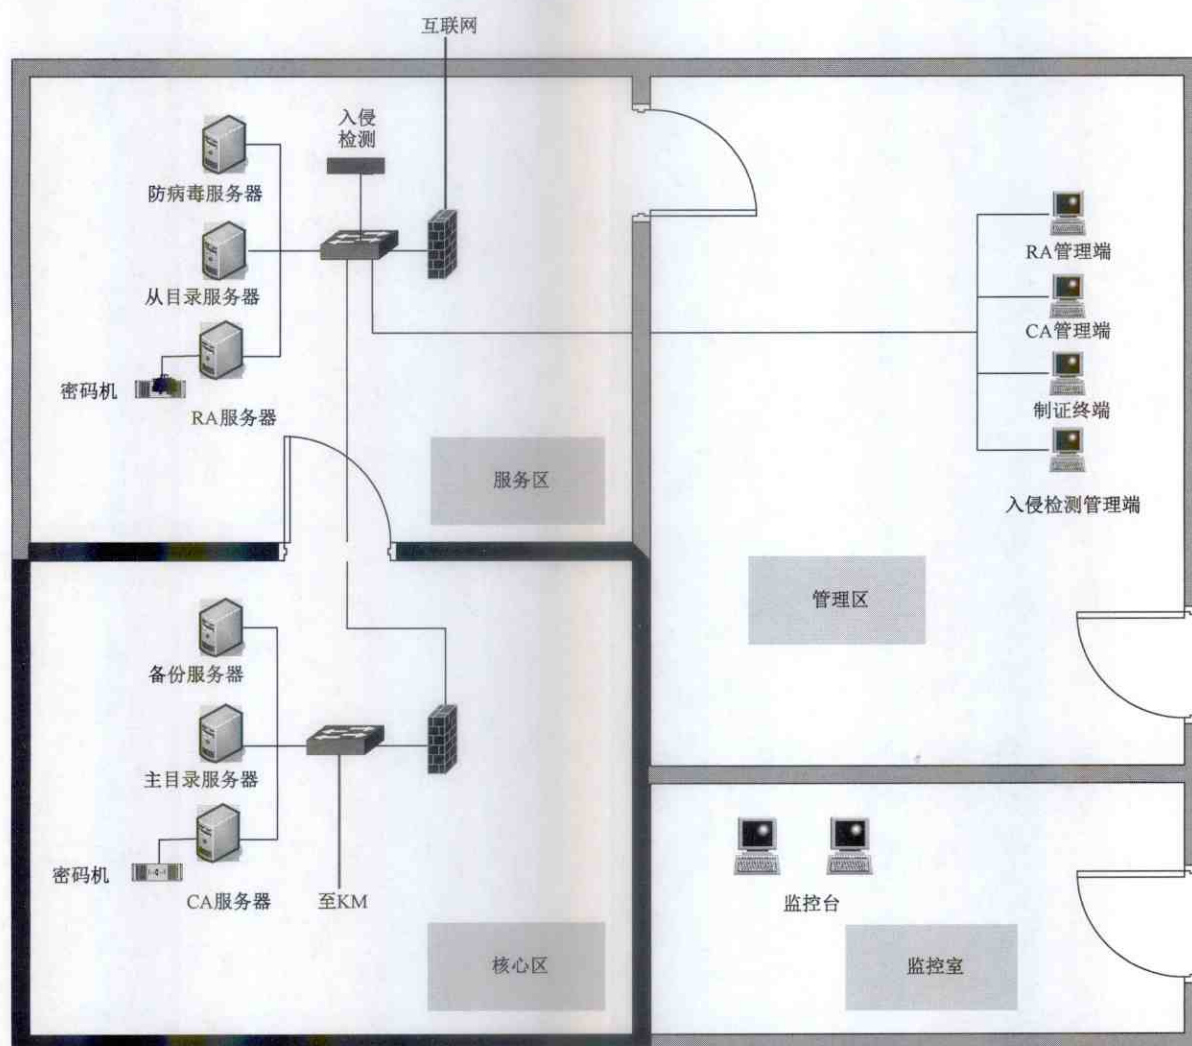 互联网
入侵
检测
防病毒服务器
从目录服务器
密码机
RA服务器
服务区
RA管理端
CA管理端
制证终端
入侵检测管理端
管理区
备份服务器
主目录服务器
密码机
CA服务器
至KM
核心区
监控台
监控室